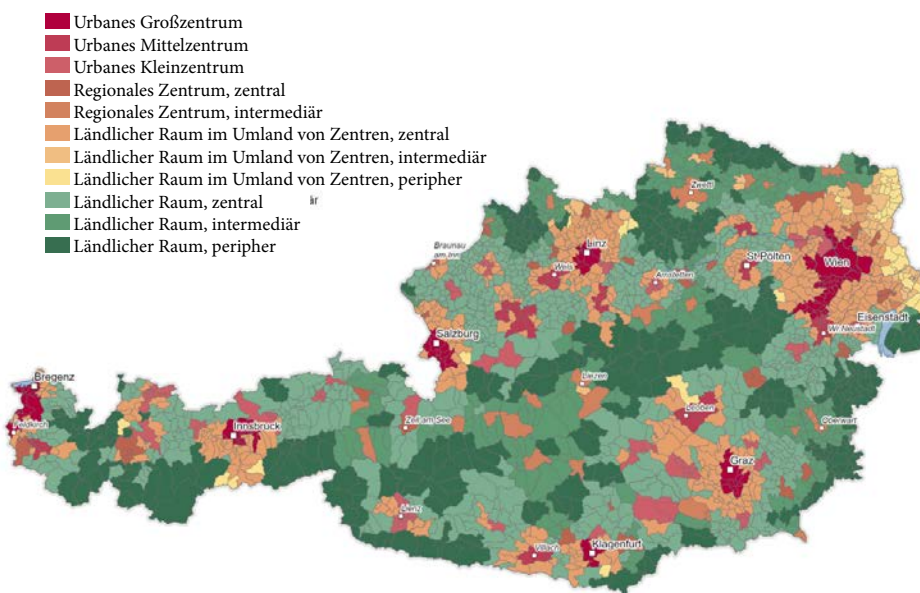 Urbanes Großzentrum
Urbanes Mittelzentrum
Urbanes Kleinzentrum
Regionales Zentrum, zentral
Regionales Zentrum, intermediär
Ländlicher Raum im Umland von Zentren, zentral
Ländlicher Raum im Umland von Zentren, intermediär
Ländlicher Raum im Umland von Zentren, peripher
Ländlicher Raum, zentral
ir
Ländlicher Raum, intermediär
Ländlicher Raum, peripher
Zwettl
Braunau
am Inn
Linz
Wels
Amstetten
St.Pölten
Wien
Eisenstadt
Wr.Neustadt
Salzburg
Bregenz
Feldkirch
Innsbruck
Zell am See
Liezen
Leoben
Oberwart
Graz
Lienz
Villach
Klagenfurt